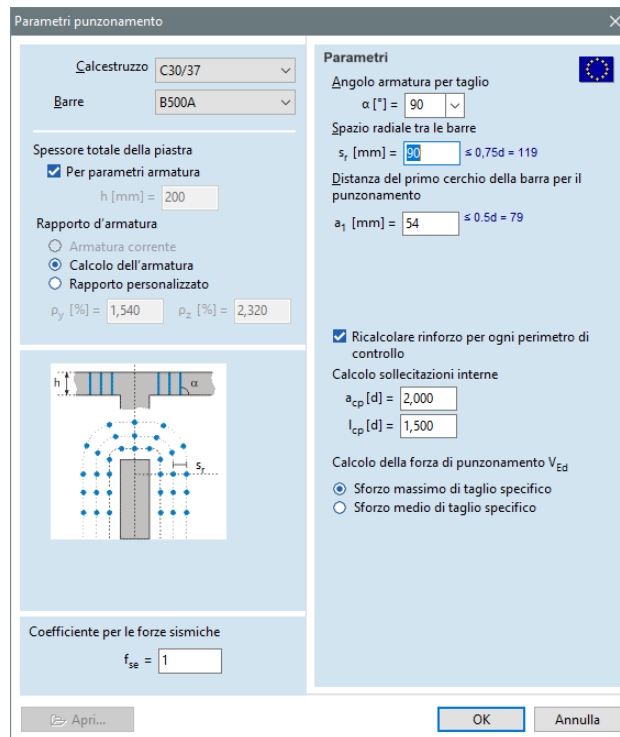 Parametri punzonamento
Calcestruzzo C30/37
Barre B500A
Spessore totale della piastra
Per parametri armatura
h [mm] = 200
Rapporto d'armatura
Armatura corrente
Calcolo dell'armatura
Rapporto personalizzato
ρy [%] = 1,540 ρz [%] = 2,320
h
α
sr
Coefficiente per le forze sismiche
fse = 1
Parametri
Angolo armatura per taglio
α [°] = 90
Spazio radiale tra le barre
sr [mm] = 90 ≤ 0,75d = 119
Distanza del primo cerchio della barra per il
punzonamento
a1 [mm] = 54 ≤ 0.5d = 79
Ricalcolare rinforzo per ogni perimetro di
controllo
Calcolo sollecitazioni interne
acp [d] = 2,000
lcp [d] = 1,500
Calcolo della forza di punzonamento VEd
Sforzo massimo di taglio specifico
Sforzo medio di taglio specifico
Apri...
OK
Annulla